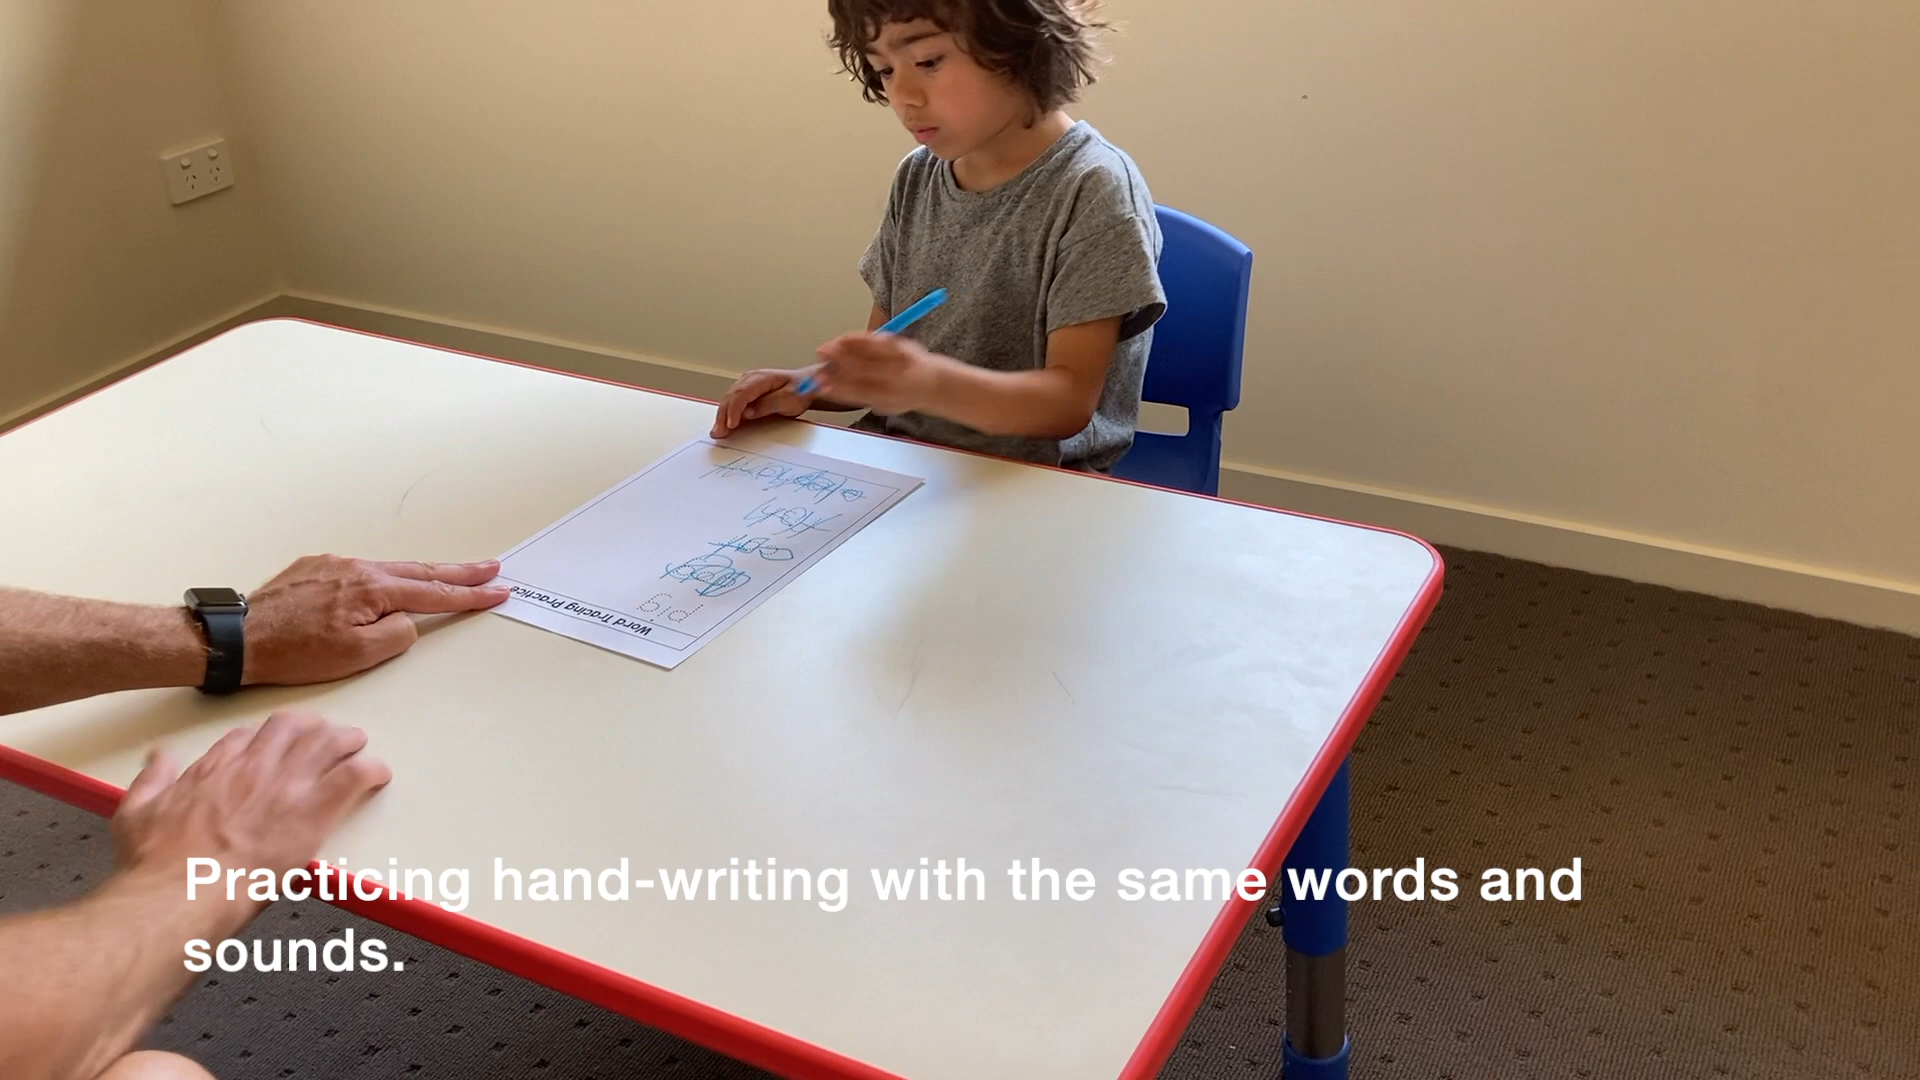 Word Tracing Practice
pig
dog
cat
fish
elephant
Practicing hand-writing with the same words and
sounds.